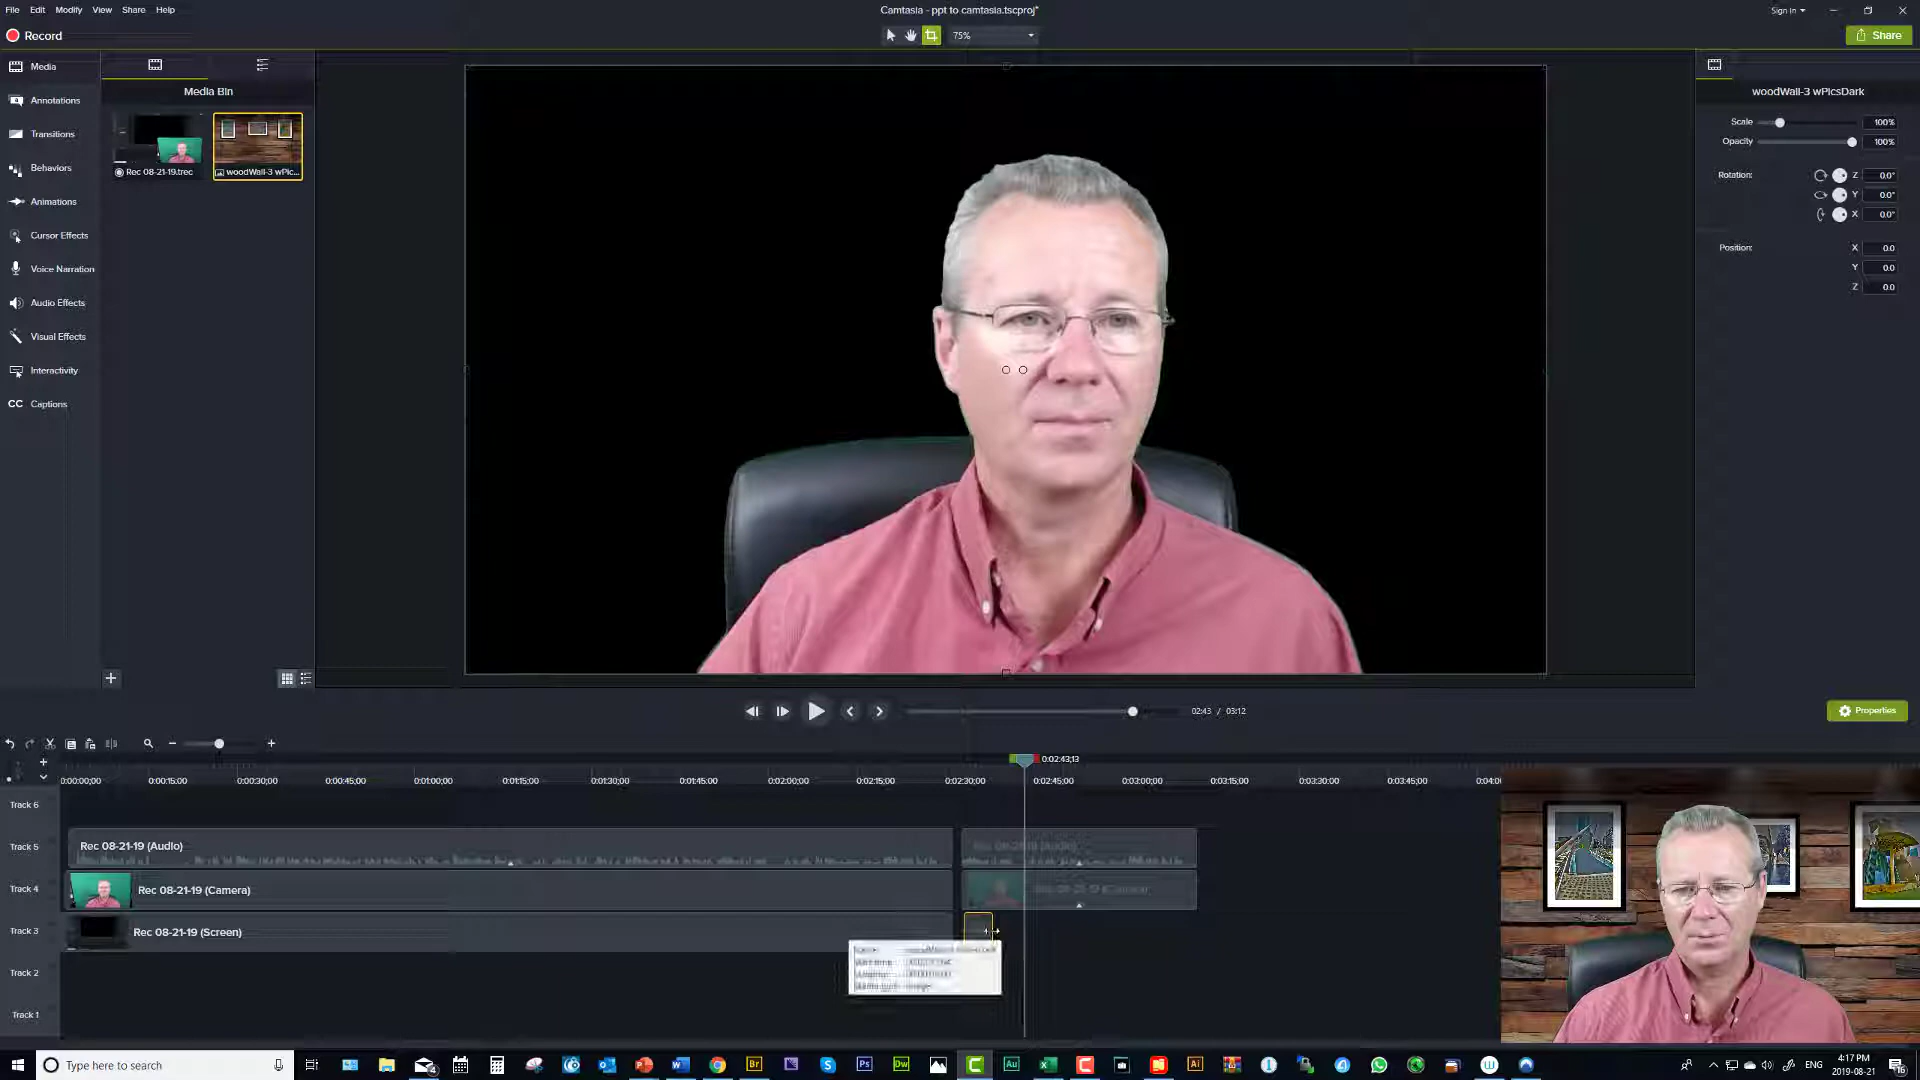 File Edit Modify View Share Help
Camtasia - ppt to camtasia.tscproj*
Sign In
Record
75%
Share
Media
Annotations
Transitions
Behaviors
Animations
Cursor Effects
Voice Narration
Audio Effects
Visual Effects
Interactivity
CC Captions
Media Bin
Rec 08-21-19.trec
woodWall-3 wPic...
woodWall-3 wPicsDark
Scale 100%
Opacity 100%
Rotation: Z 0.0°
Y 0.0°
X 0.0°
Position: X 0.0
Y 0.0
Z 0.0
02:43 / 03:12
Properties
0:02:43;13
0:00:00;00 0:00:15;00 0:00:30;00 0:00:45;00 0:01:00;00 0:01:15;00 0:01:30;00 0:01:45;00 0:02:00;00 0:02:15;00 0:02:30;00 0:02:45;00 0:03:00;00 0:03:15;00 0:03:30;00 0:03:45;00 0:04:0
Track 6
Track 5
Rec 08-21-19 (Audio)
Track 4
Rec 08-21-19 (Camera)
Track 3
Rec 08-21-19 (Screen)
Track 2
Track 1
Type here to search
Br
Ps
Dw
Au
Ai
ENG
4:17 PM
2019-08-21